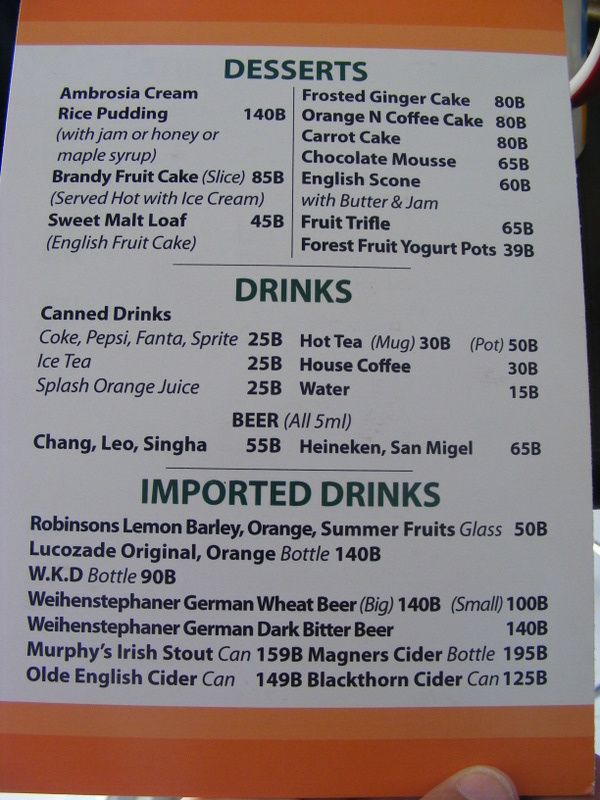 DESSERTS
Ambrosia Cream
Rice Pudding 140B
(with jam or honey or
maple syrup)
Brandy Fruit Cake (Slice) 85B
(Served Hot with Ice Cream)
Sweet Malt Loaf 45B
(English Fruit Cake)
Frosted Ginger Cake 80B
Orange N Coffee Cake 80B
Carrot Cake 80B
Chocolate Mousse 65B
English Scone 60B
with Butter & Jam
Fruit Trifle 65B
Forest Fruit Yogurt Pots 39B
DRINKS
Canned Drinks
Coke, Pepsi, Fanta, Sprite 25B Hot Tea (Mug) 30B (Pot) 50B
Ice Tea 25B House Coffee 30B
Splash Orange Juice 25B Water 15B
BEER (All 5ml)
Chang, Leo, Singha 55B Heineken, San Migel 65B
IMPORTED DRINKS
Robinsons Lemon Barley, Orange, Summer Fruits Glass 50B
Lucozade Original, Orange Bottle 140B
W.K.D Bottle 90B
Weihenstephaner German Wheat Beer (Big) 140B (Small) 100B
Weihenstephaner German Dark Bitter Beer 140B
Murphy's Irish Stout Can 159B Magners Cider Bottle 195B
Olde English Cider Can 149B Blackthorn Cider Can 125B